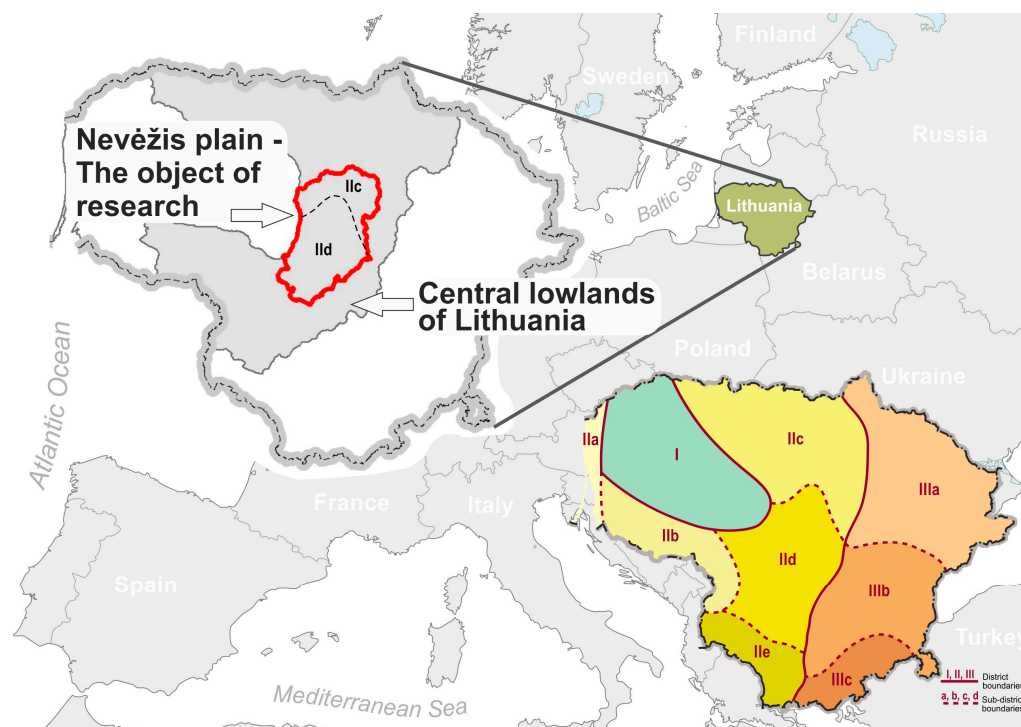 Finland
Sweden
Russia
Nevėžis plain -
The object of
research
IIc
IId
Baltic Sea
Lithuania
Belarus
Central lowlands
of Lithuania
Poland
Ukraine
Atlantic Ocean
France
Italy
Spain
Mediterranean Sea
Turkey
IIa
I
IIc
IIIa
IIb
IId
IIIb
IIe
IIIc
I, II, III District
boundaries
a, b, c, d Sub-district
boundaries